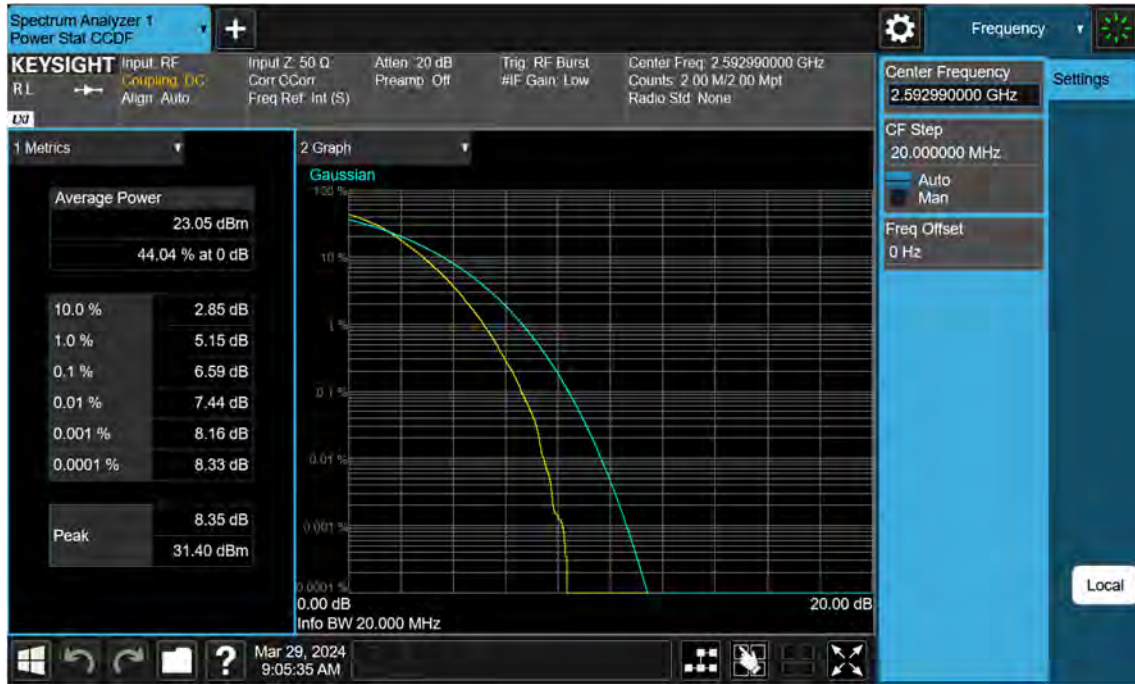 Spectrum Analyzer 1
Power Stat CCDF
+
Frequency
KEYSIGHT
RL
LXI
Input: RF
Coupling: DC
Align: Auto
Input Z: 50 Ω
Corr CCorr
Freq Ref: Int (S)
Atten: 20 dB
Preamp: Off
Trig: RF Burst
#IF Gain: Low
Center Freq: 2.592990000 GHz
Counts: 2.00 M/2.00 Mpt
Radio Std: None
Center Frequency
2.592990000 GHz
Settings
CF Step
20.000000 MHz
Auto
Man
Freq Offset
0 Hz
1 Metrics
Average Power
23.05 dBm
44.04 % at 0 dB
10.0 % 2.85 dB
1.0 % 5.15 dB
0.1 % 6.59 dB
0.01 % 7.44 dB
0.001 % 8.16 dB
0.0001 % 8.33 dB
Peak
8.35 dB
31.40 dBm
2 Graph
Gaussian
100 %
10 %
1 %
0.1 %
0.01 %
0.001 %
0.0001 %
0.00 dB 20.00 dB
Info BW 20.000 MHz
Local
?
Mar 29, 2024
9:05:35 AM